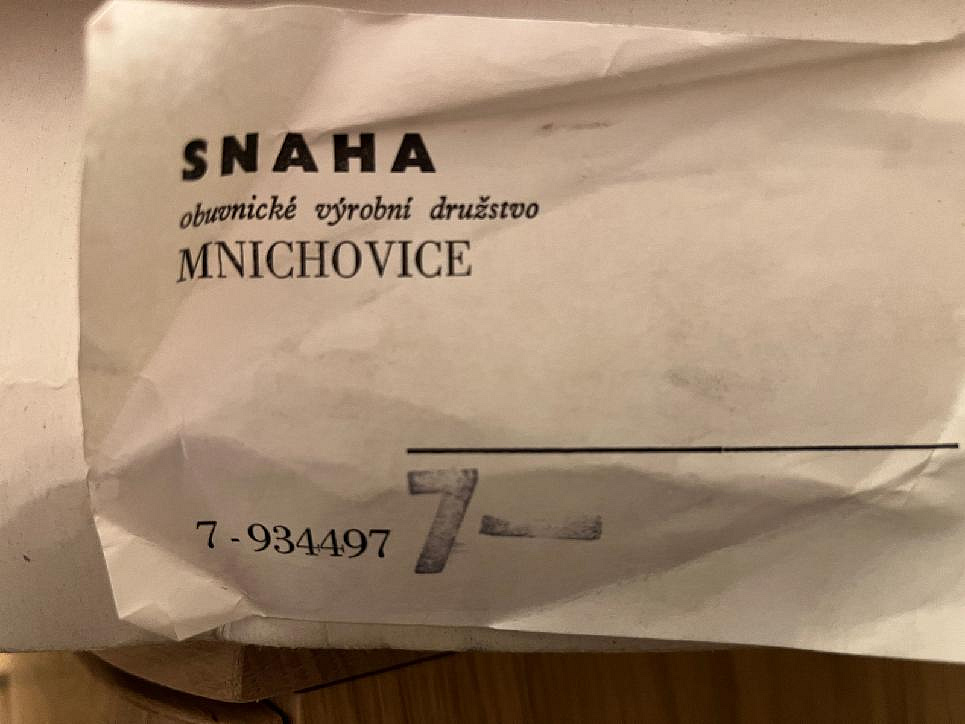 SNAHA
obuvnické výrobní družstvo
MNICHOVICE
7-934497 7-